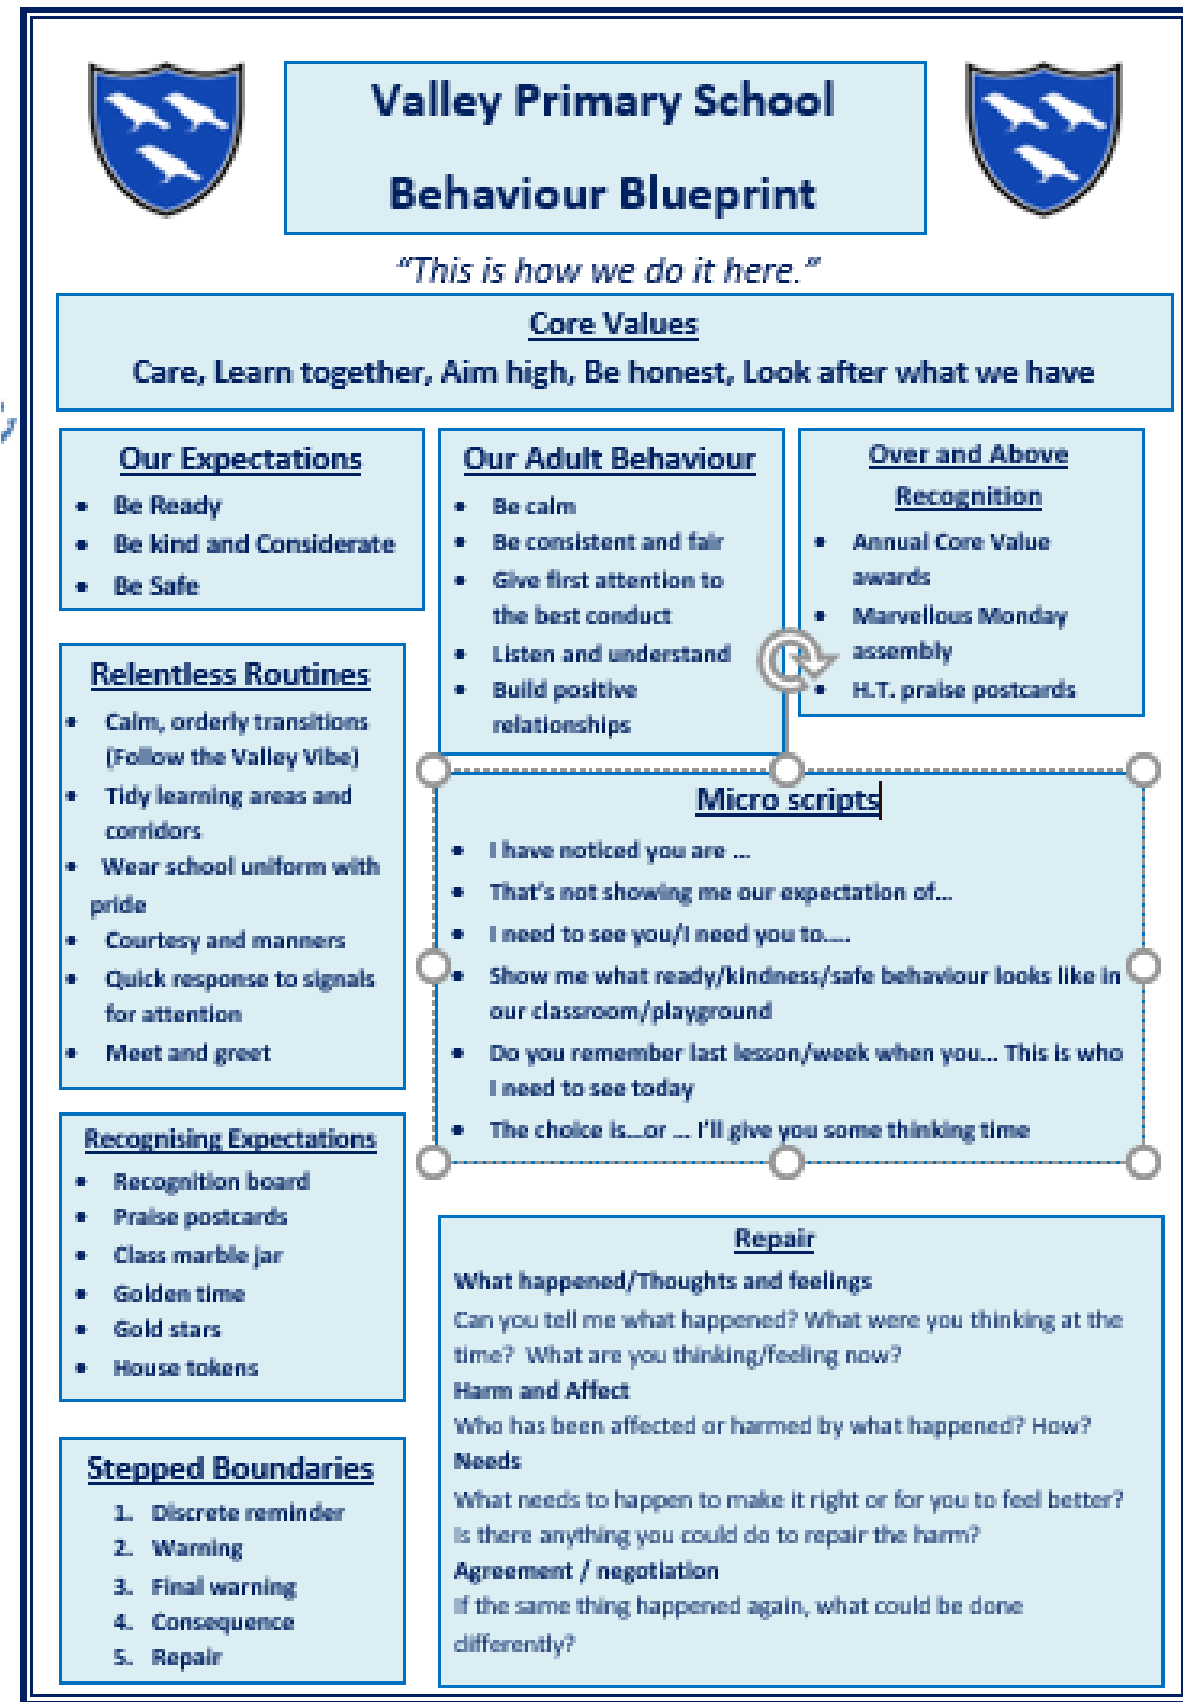 Valley Primary School
Behaviour Blueprint
“This is how we do it here.”
Core Values
Care, Learn together, Aim high, Be honest, Look after what we have
Our Expectations
• Be Ready
• Be kind and Considerate
• Be Safe
Our Adult Behaviour
• Be calm
• Be consistent and fair
• Give first attention to
the best conduct
• Listen and understand
• Build positive
relationships
Over and Above
Recognition
• Annual Core Value
awards
• Marvellous Monday
assembly
• H.T. praise postcards
Relentless Routines
• Calm, orderly transitions
(Follow the Valley Vibe)
• Tidy learning areas and
corridors
• Wear school uniform with
pride
• Courtesy and manners
• Quick response to signals
for attention
• Meet and greet
Micro scripts
• I have noticed you are ...
• That's not showing me our expectation of...
• I need to see you/I need you to.....
• Show me what ready/kindness/safe behaviour looks like in
our classroom/playground
• Do you remember last lesson/week when you... This is who
I need to see today
• The choice is...or ... I'll give you some thinking time
Recognising Expectations
• Recognition board
• Praise postcards
• Class marble jar
• Golden time
• Gold stars
• House tokens
Repair
What happened/Thoughts and feelings
Can you tell me what happened? What were you thinking at the
time? What are you thinking/feeling now?
Harm and Affect
Who has been affected or harmed by what happened? How?
Needs
What needs to happen to make it right or for you to feel better?
Is there anything you could do to repair the harm?
Agreement / negotiation
If the same thing happened again, what could be done
differently?
Stepped Boundaries
1. Discrete reminder
2. Warning
3. Final warning
4. Consequence
5. Repair